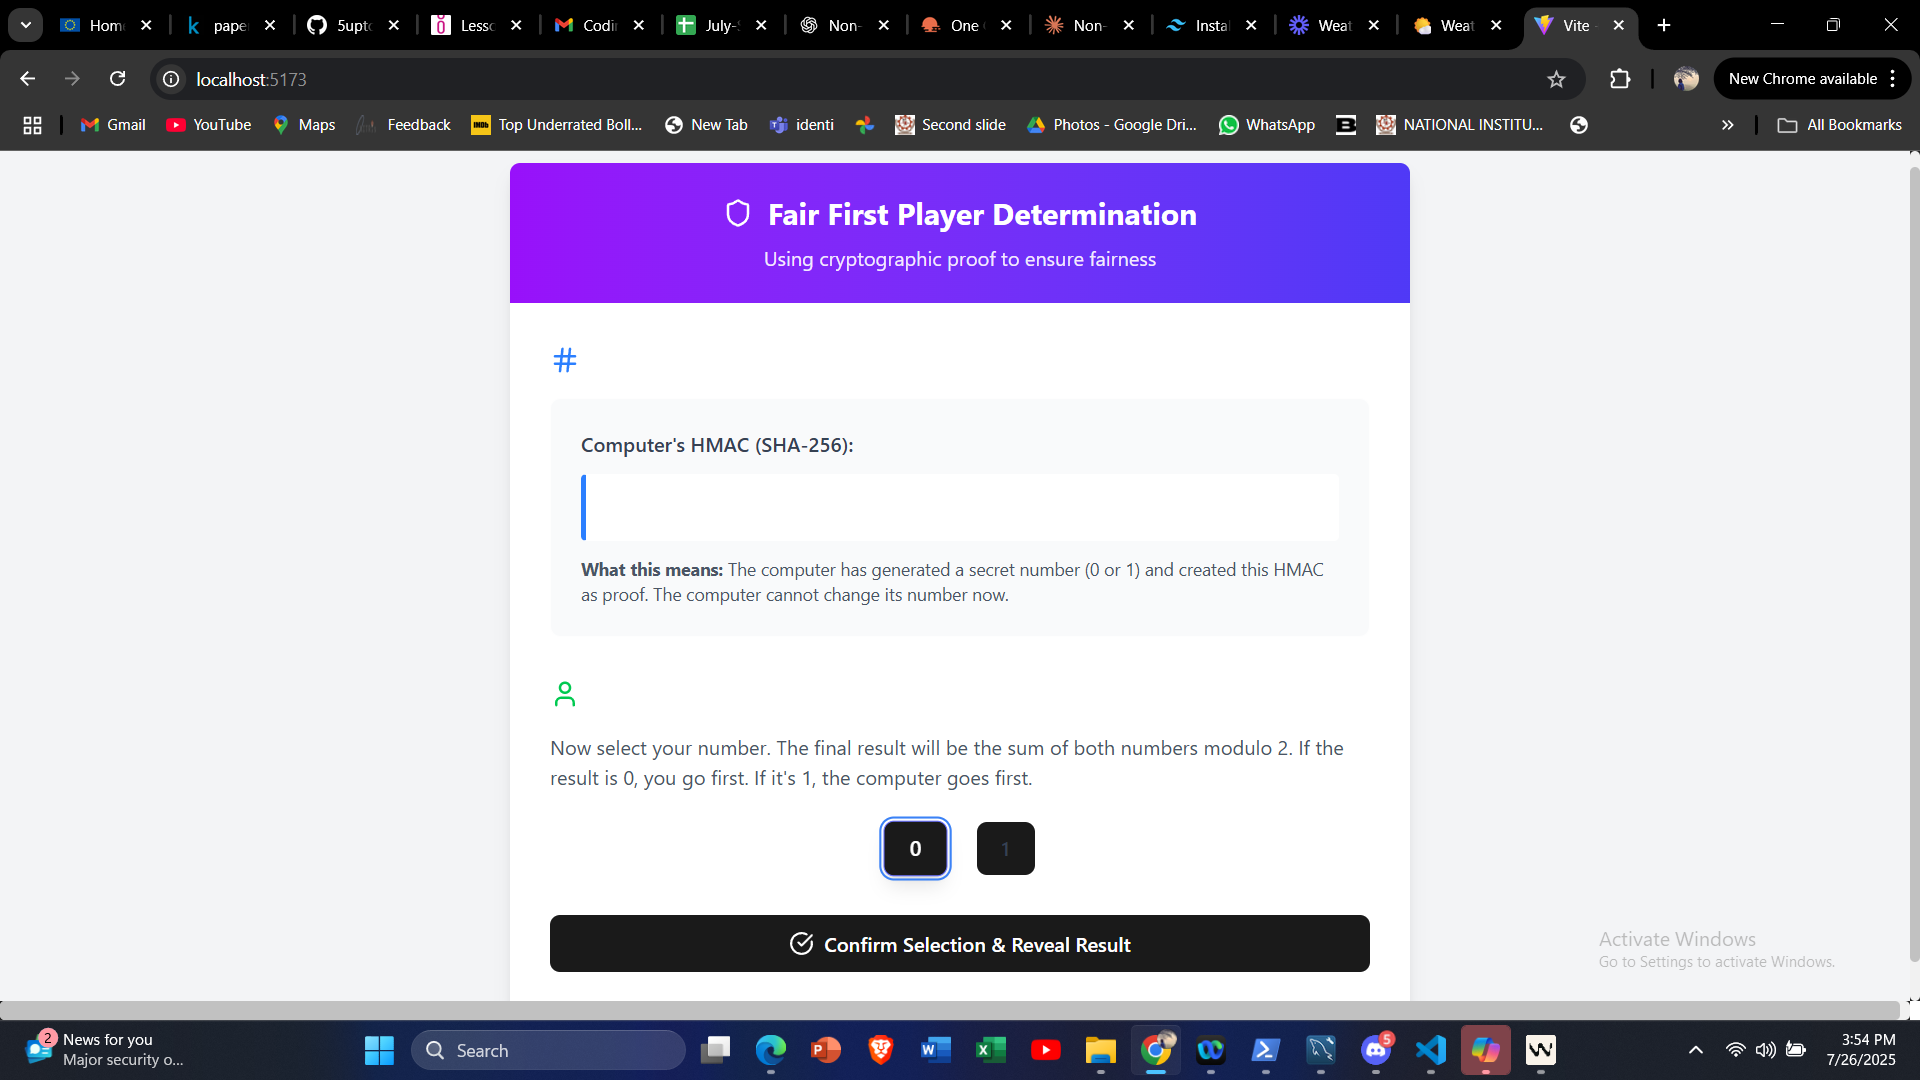 Home
paper
5upto
Lesso
Codin
July-S
Non-
One
Non-
Instal
Weat
Weat
Vite -
localhost:5173
New Chrome available
Gmail
YouTube
Maps
Feedback
IMDb
Top Underrated Boll...
New Tab
identi
Second slide
Photos - Google Dri...
WhatsApp
NATIONAL INSTITU...
All Bookmarks
Fair First Player Determination
Using cryptographic proof to ensure fairness
Computer's HMAC (SHA-256):
What this means: The computer has generated a secret number (0 or 1) and created this HMAC
as proof. The computer cannot change its number now.
Now select your number. The final result will be the sum of both numbers modulo 2. If the
result is 0, you go first. If it's 1, the computer goes first.
0
1
Confirm Selection & Reveal Result
Activate Windows
Go to Settings to activate Windows.
2
News for you
Major security o...
Search
5
3:54 PM
7/26/2025